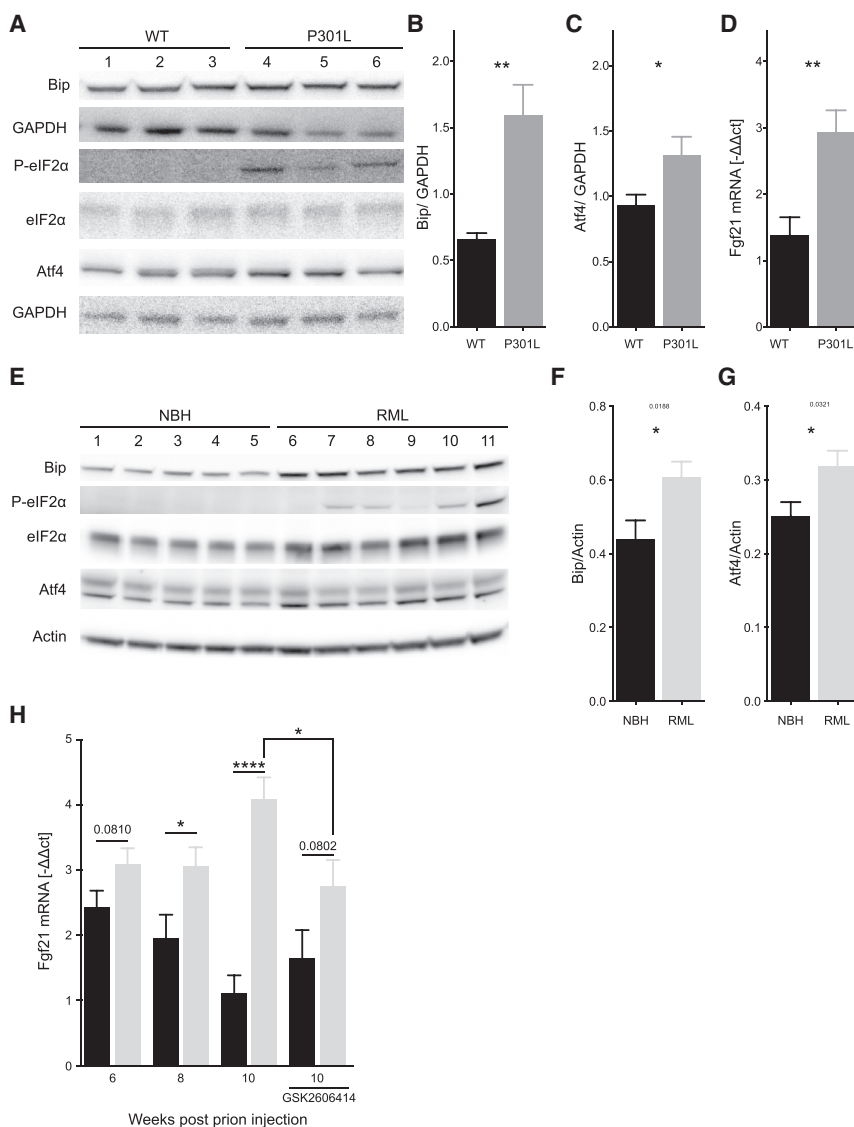 A
WT P301L
1 2 3 4 5 6
Bip
GAPDH
P-eIF2α
eIF2α
Atf4
GAPDH
B
**
2.0
1.5
1.0
0.5
0.0
Bip/ GAPDH
WT P301L
C
*
2.0
1.5
1.0
0.5
0.0
Atf4/ GAPDH
WT P301L
D
**
4
3
2
1
0
Fgf21 mRNA [-ΔΔct]
WT P301L
E
NBH RML
1 2 3 4 5 6 7 8 9 10 11
Bip
P-eIF2α
eIF2α
Atf4
Actin
F
0.0188
*
0.8
0.6
0.4
0.2
0.0
Bip/Actin
NBH RML
G
0.0321
*
0.4
0.3
0.2
0.1
0.0
Atf4/Actin
NBH RML
H
5
4
3
2
1
0
Fgf21 mRNA [-ΔΔct]
0.0810
*
****
*
0.0802
6 8 10 10
GSK2606414
Weeks post prion injection